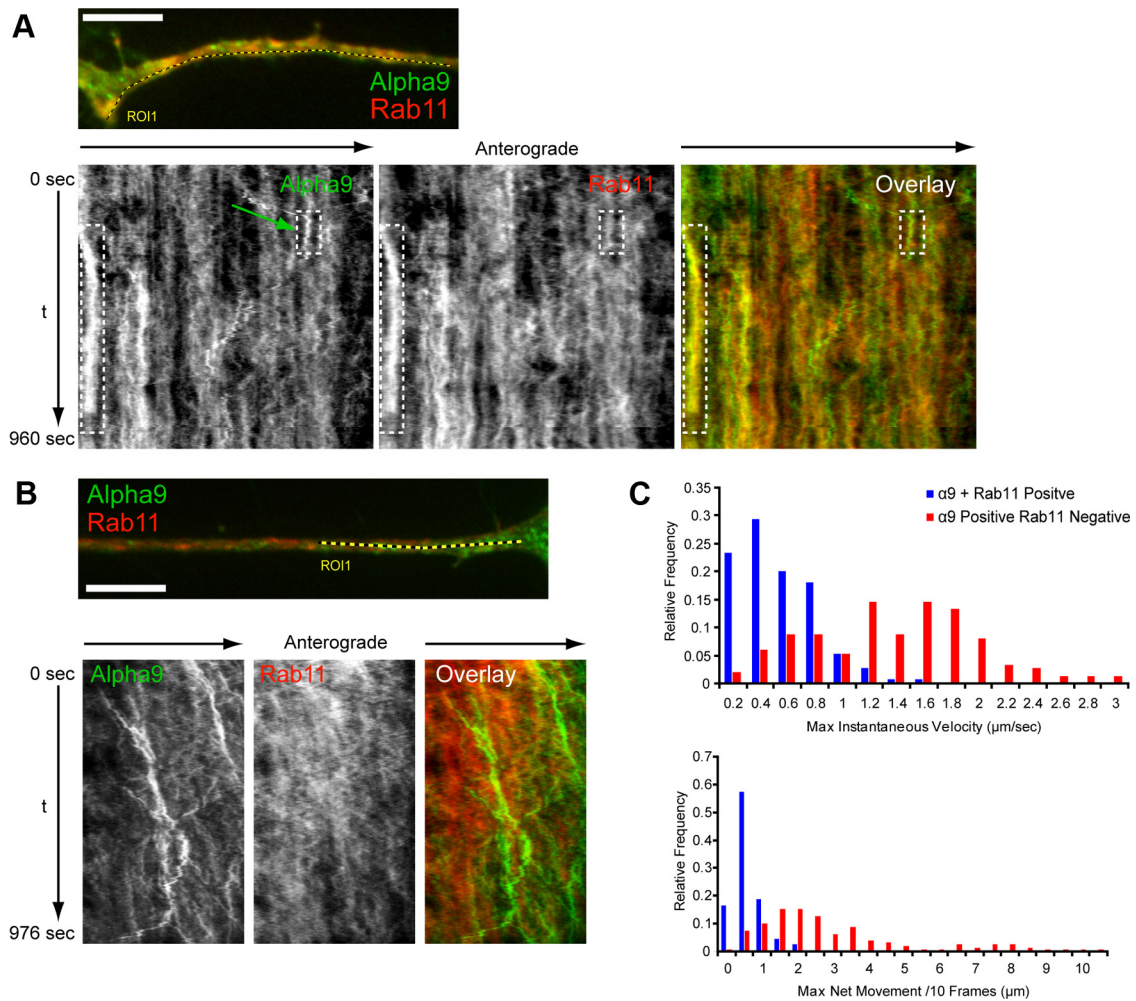 A
Alpha9
Rab11
ROI1
Anterograde
0 sec
t
960 sec
Alpha9
Rab11
Overlay
B
Alpha9
Rab11
ROI1
Anterograde
0 sec
t
976 sec
Alpha9
Rab11
Overlay
C
α9 + Rab11 Positve
α9 Positive Rab11 Negative
Relative Frequency
0.35
0.3
0.25
0.2
0.15
0.1
0.05
0
0.2 0.4 0.6 0.8 1 1.2 1.4 1.6 1.8 2 2.2 2.4 2.6 2.8 3
Max Instantaneous Velocity (µm/sec)
Relative Frequency
0.7
0.6
0.5
0.4
0.3
0.2
0.1
0
0 1 2 3 4 5 6 7 8 9 10
Max Net Movement /10 Frames (µm)